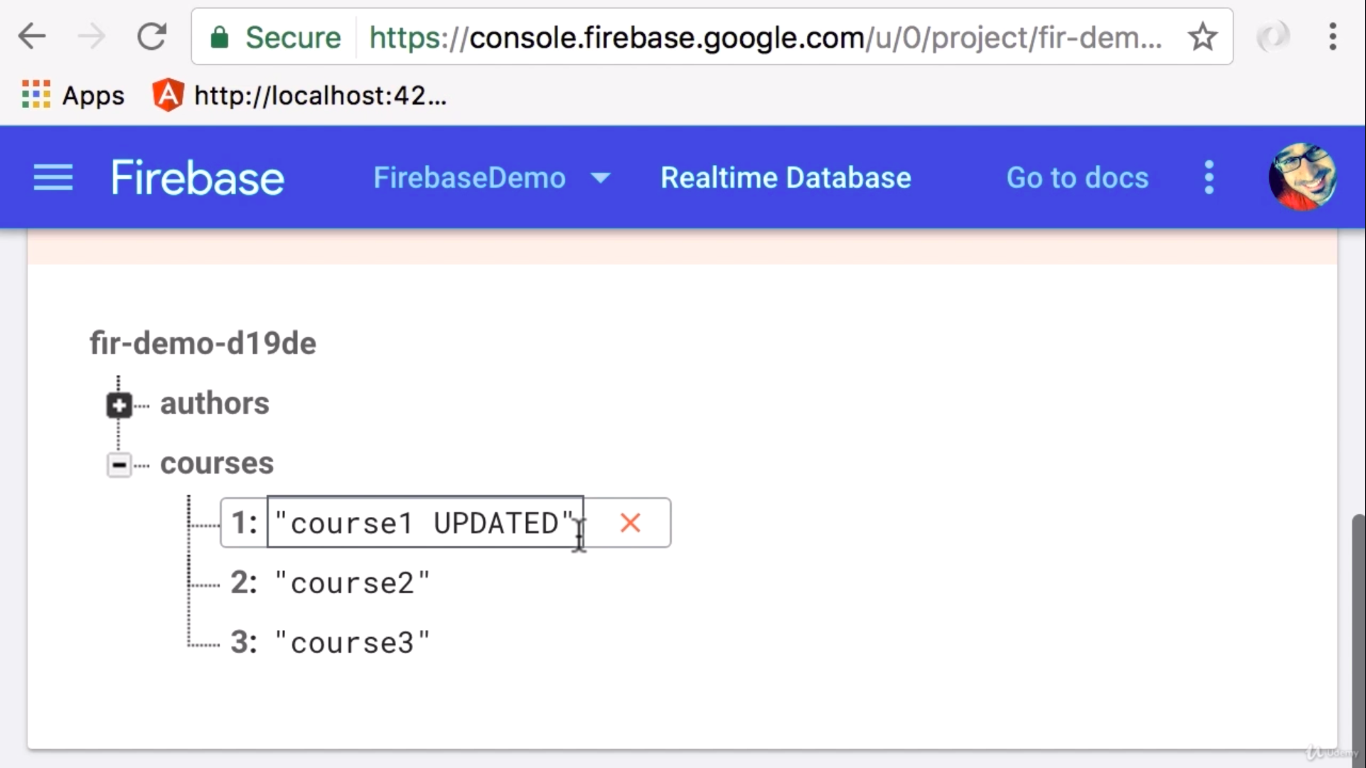 Secure https://console.firebase.google.com/u/0/project/fir-dem...
Apps http://localhost:42...
Firebase FirebaseDemo Realtime Database Go to docs
fir-demo-d19de
authors
courses
1: "course1 UPDATED"
2: "course2"
3: "course3"
Udemy